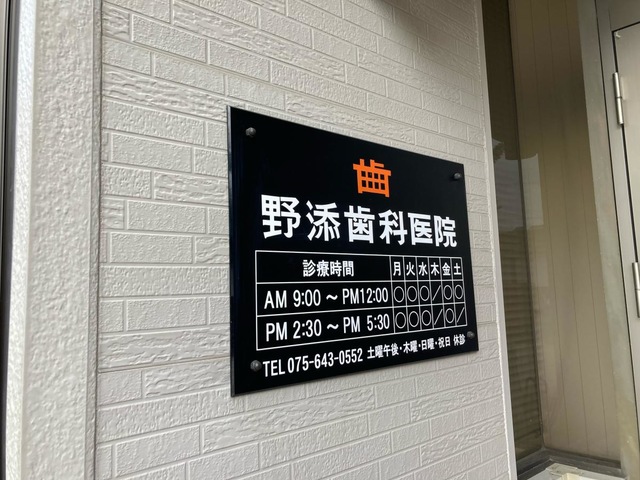 歯
野添歯科医院
診療時間 月 火 水 木 金 土
AM 9:00 ～ PM12:00 ○ ○ ○ ／ ○ ○
PM 2:30 ～ PM 5:30 ○ ○ ○ ／ ○ ／
TEL 075-643-0552 土曜午後・木曜・日曜・祝日 休診